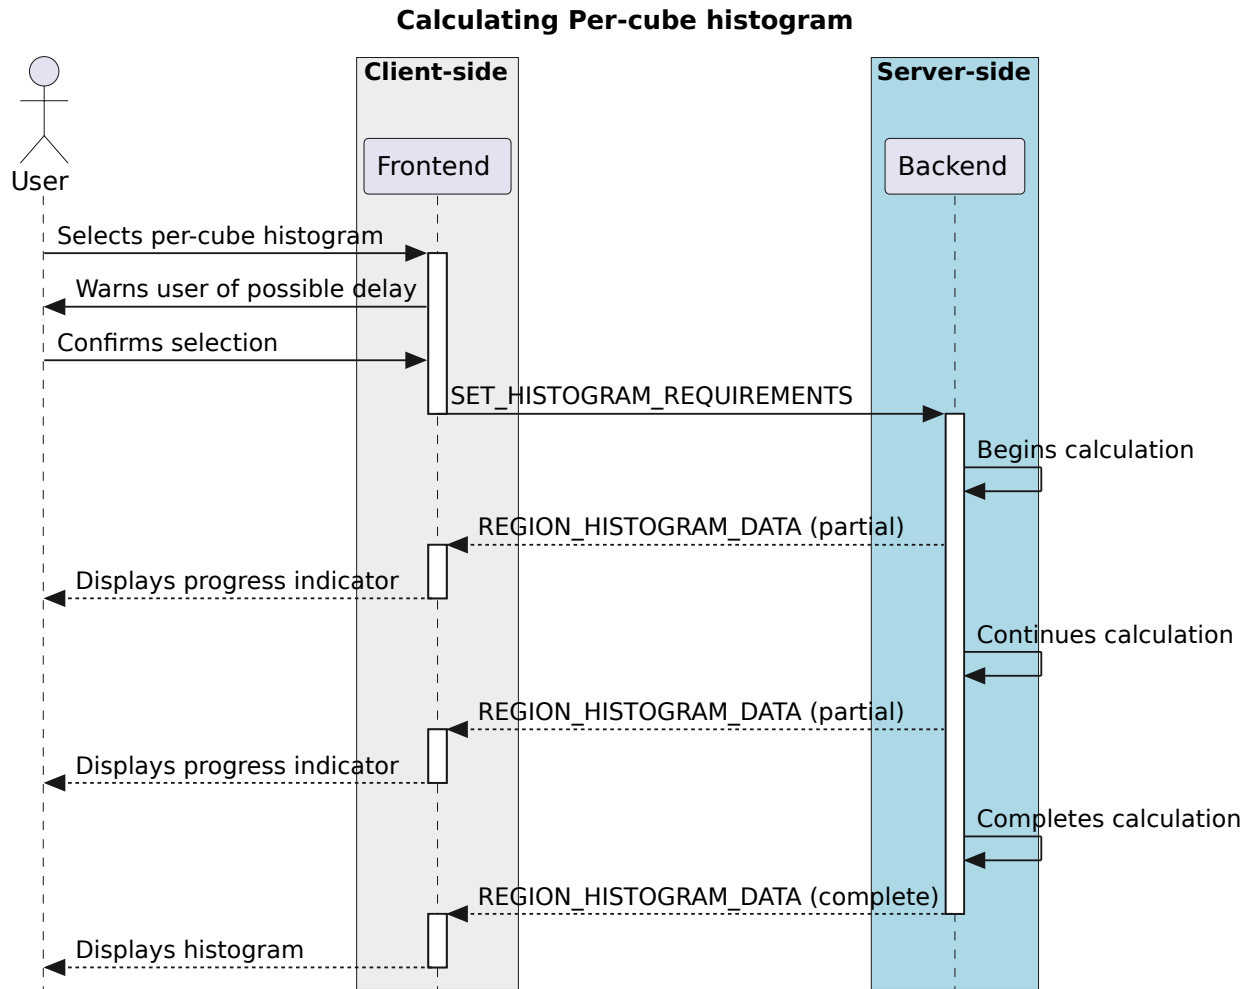 Calculating Per-cube histogram
Client-side
Server-side
Frontend
Backend
User
Selects per-cube histogram
Warns user of possible delay
Confirms selection
SET_HISTOGRAM_REQUIREMENTS
Begins calculation
REGION_HISTOGRAM_DATA (partial)
Displays progress indicator
Continues calculation
REGION_HISTOGRAM_DATA (partial)
Displays progress indicator
Completes calculation
REGION_HISTOGRAM_DATA (complete)
Displays histogram